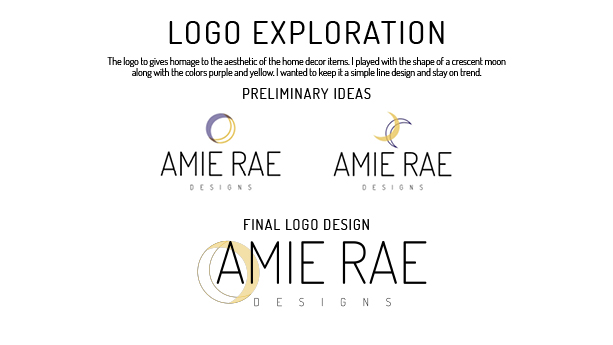 LOGO EXPLORATION
The logo to gives homage to the aesthetic of the home decor items. I played with the shape of a crescent moon
along with the colors purple and yellow. I wanted to keep it a simple line design and stay on trend.
PRELIMINARY IDEAS
AMIE RAE
DESIGNS
AMIE RAE
DESIGNS
FINAL LOGO DESIGN
AMIE RAE
DESIGNS